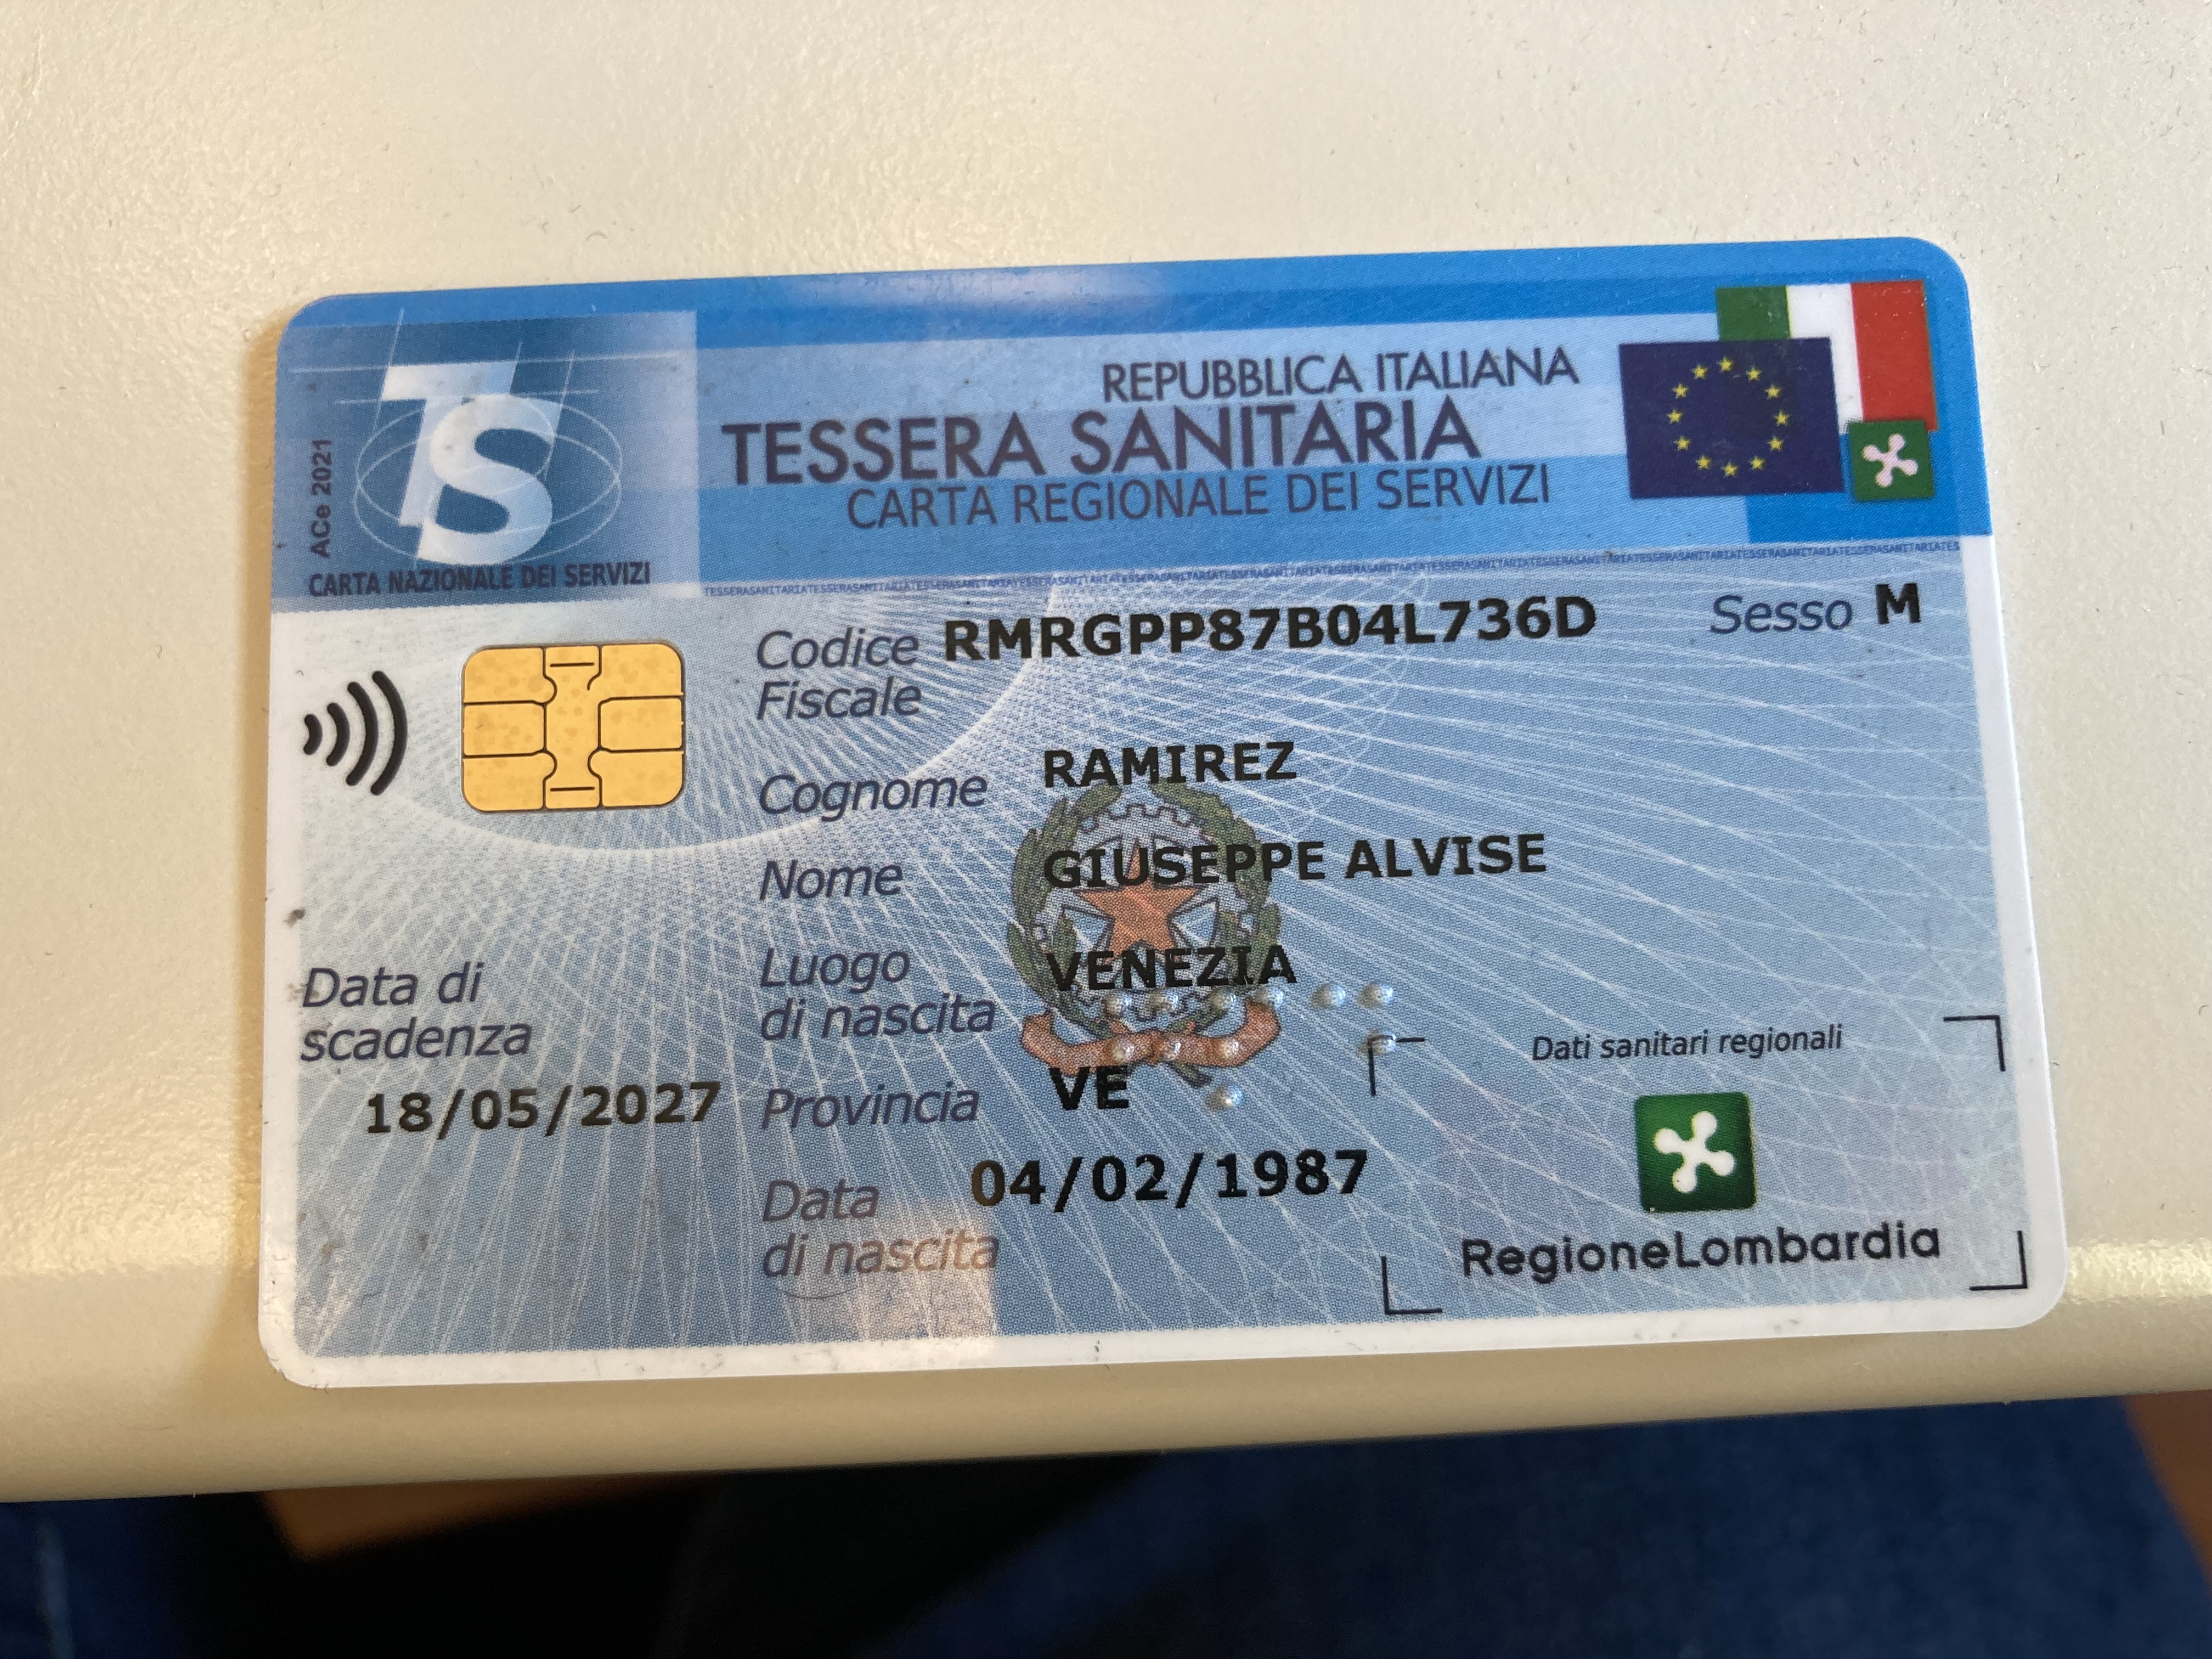 REPUBBLICA ITALIANA
TESSERA SANITARIA
CARTA REGIONALE DEI SERVIZI
TS
ACe 2021
CARTA NAZIONALE DEI SERVIZI
TESSERASANITARIATESSERASANITARIATESSERASANITARIATESSERASANITARIATESSERASANITARIATESSERASANITARIATESSERASANITARIATESSERASANITARIATES
Codice Fiscale RMRGPP87B04L736D
Sesso M
Cognome RAMIREZ
Nome GIUSEPPE ALVISE
Luogo di nascita VENEZIA
Provincia VE
Data di nascita 04/02/1987
Data di scadenza
18/05/2027
Dati sanitari regionali
RegioneLombardia